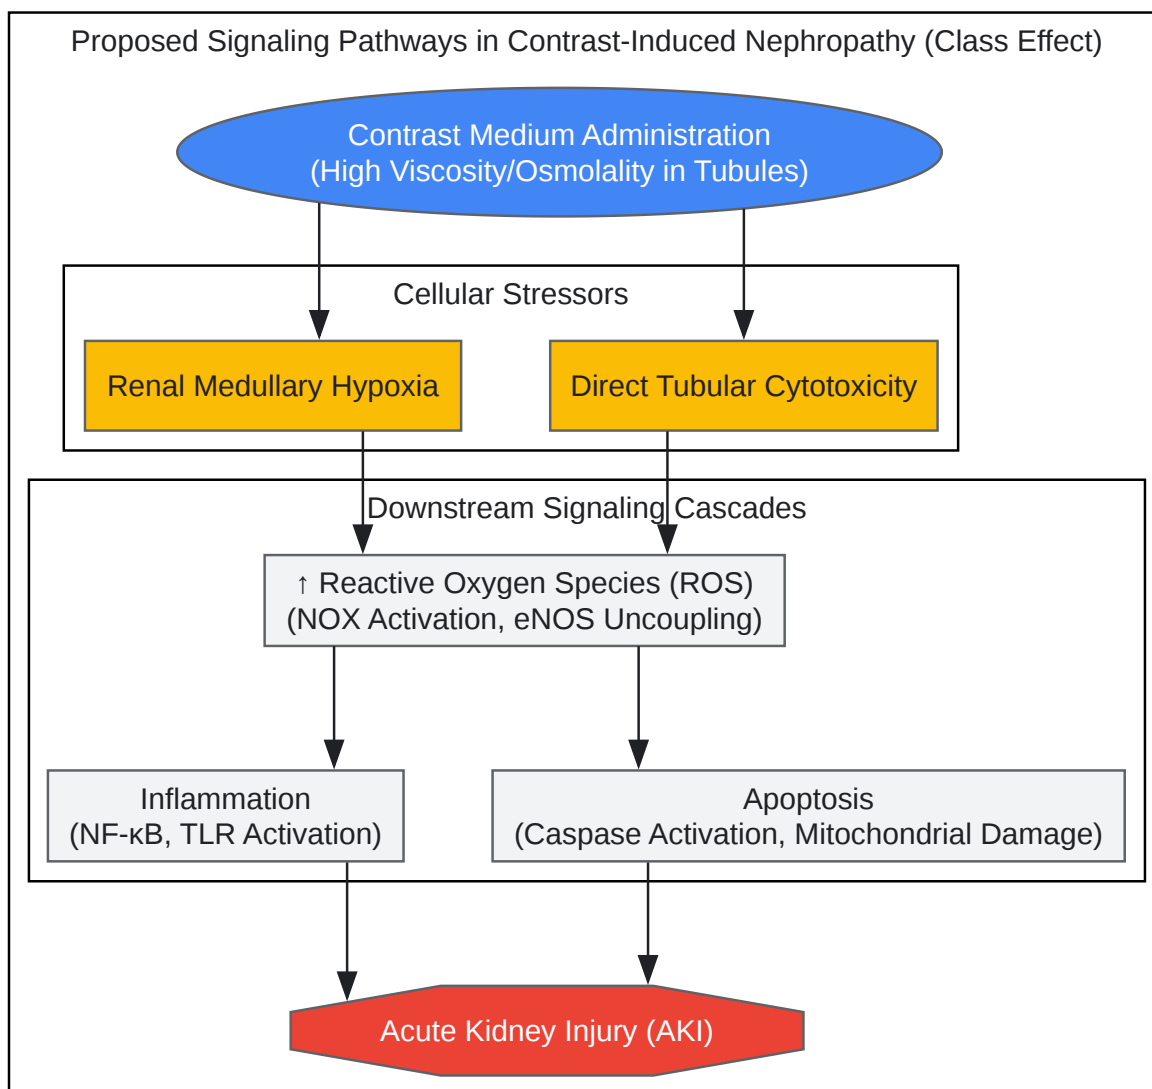 Proposed Signaling Pathways in Contrast-Induced Nephropathy (Class Effect)
Contrast Medium Administration
(High Viscosity/Osmolality in Tubules)
Cellular Stressors
Renal Medullary Hypoxia
Direct Tubular Cytotoxicity
Downstream Signaling Cascades
↑ Reactive Oxygen Species (ROS)
(NOX Activation, eNOS Uncoupling)
Inflammation
(NF-κB, TLR Activation)
Apoptosis
(Caspase Activation, Mitochondrial Damage)
Acute Kidney Injury (AKI)